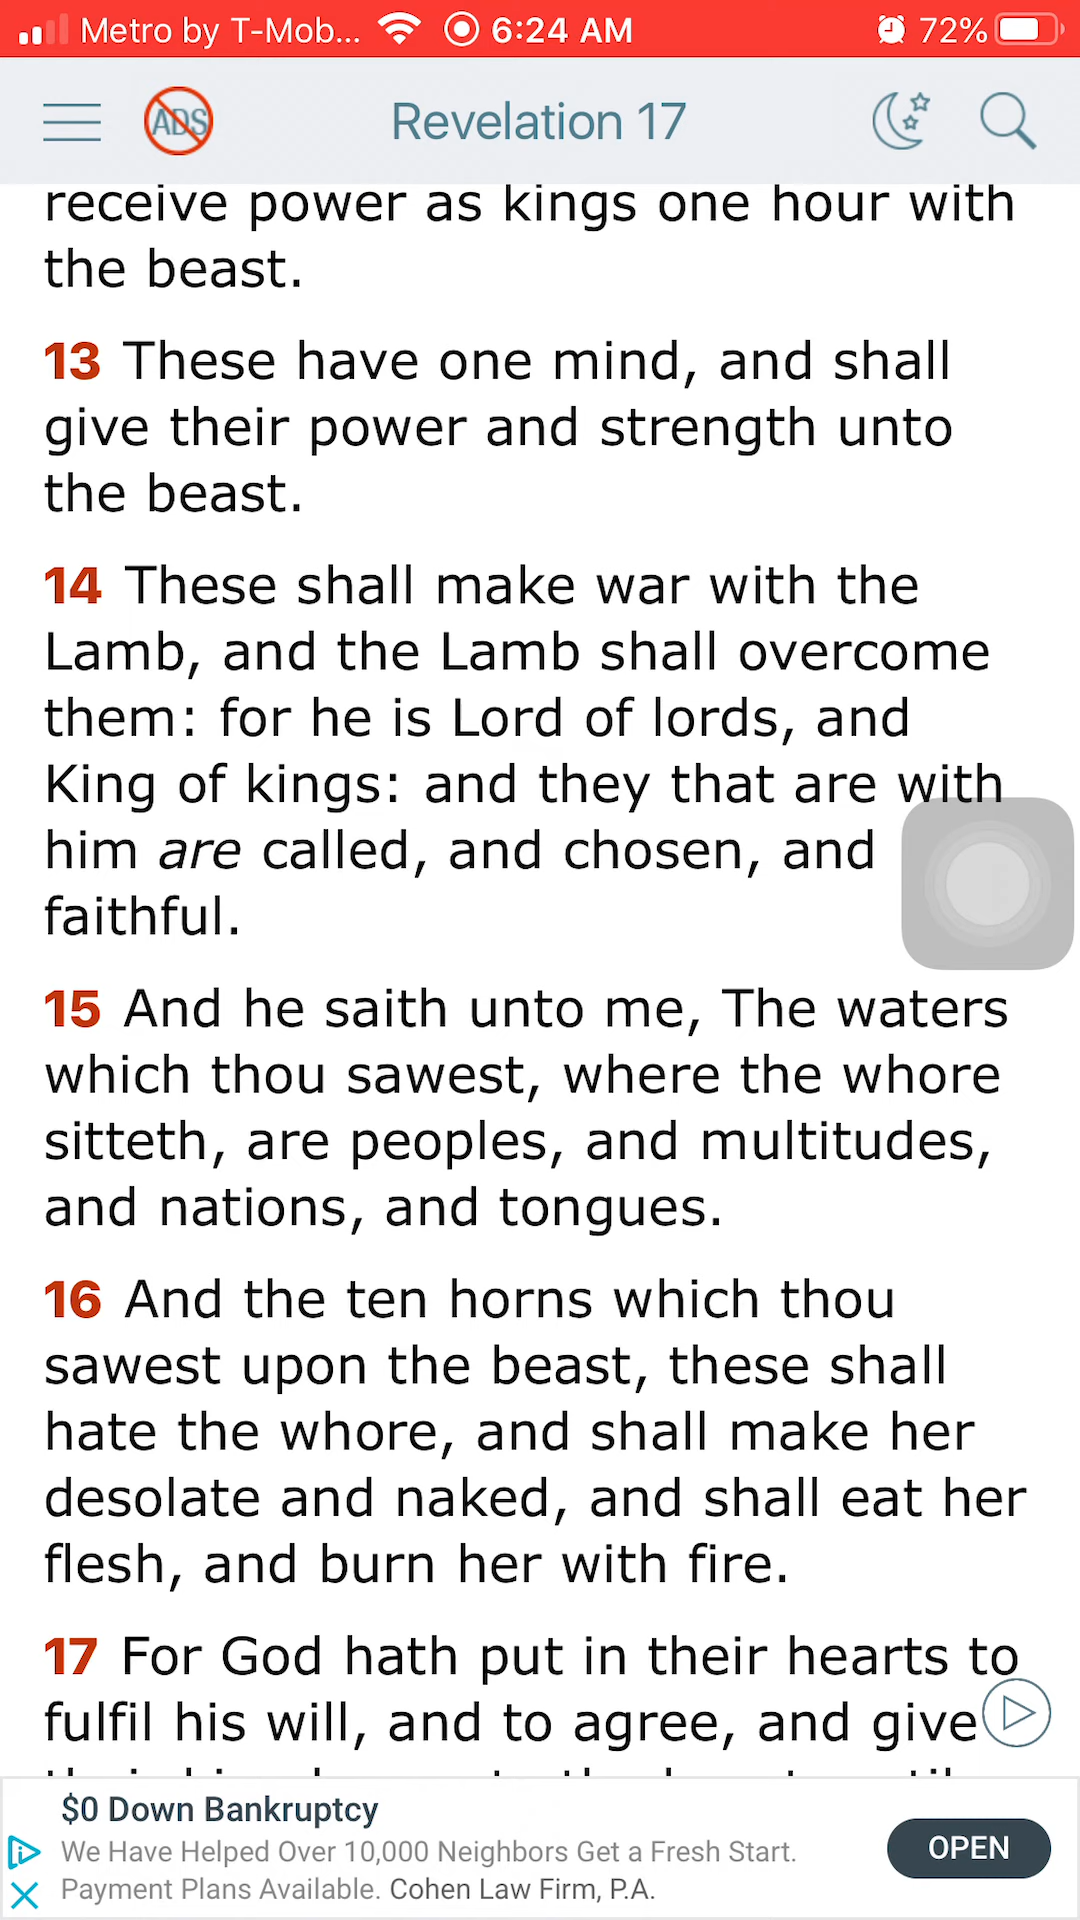 Metro by T-Mob... 6:24 AM 72%
ADS Revelation 17
receive power as kings one hour with
the beast.
13 These have one mind, and shall
give their power and strength unto
the beast.
14 These shall make war with the
Lamb, and the Lamb shall overcome
them: for he is Lord of lords, and
King of kings: and they that are with
him are called, and chosen, and
faithful.
15 And he saith unto me, The waters
which thou sawest, where the whore
sitteth, are peoples, and multitudes,
and nations, and tongues.
16 And the ten horns which thou
sawest upon the beast, these shall
hate the whore, and shall make her
desolate and naked, and shall eat her
flesh, and burn her with fire.
17 For God hath put in their hearts to
fulfil his will, and to agree, and give
$0 Down Bankruptcy
We Have Helped Over 10,000 Neighbors Get a Fresh Start.
Payment Plans Available. Cohen Law Firm, P.A.
OPEN